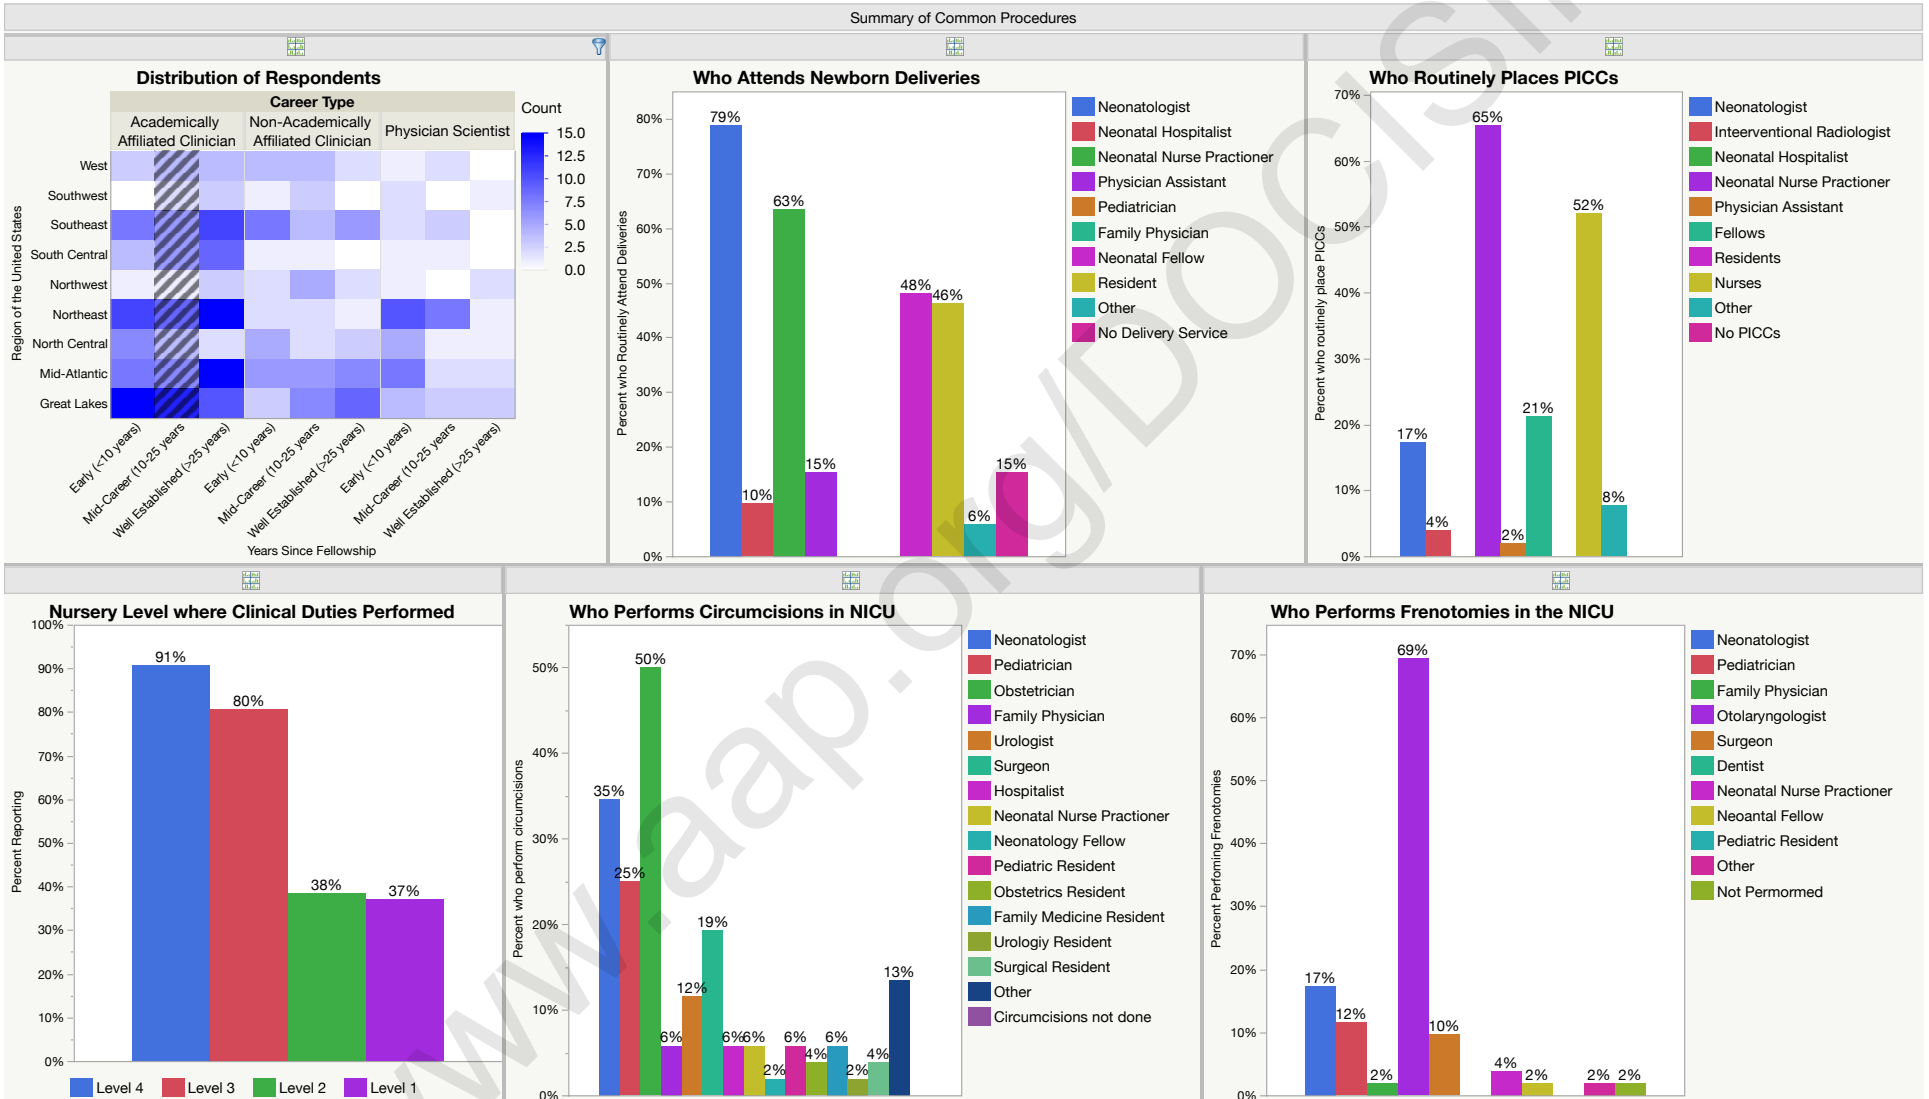 Summary of Common Procedures
Distribution of Respondents
Career Type
Academically
Affiliated Clinician
Non-Academically
Affiliated Clinician
Physician Scientist
Count
15.0
12.5
10.0
7.5
5.0
2.5
0.0
Region of the United States
West
Southwest
Southeast
South Central
Northwest
Northeast
North Central
Mid-Atlantic
Great Lakes
Early (<10 years)
Mid-Career (10-25 years
Well Established (>25 years)
Early (<10 years)
Mid-Career (10-25 years
Well Established (>25 years)
Early (<10 years)
Mid-Career (10-25 years
Well Established (>25 years)
Years Since Fellowship
Who Attends Newborn Deliveries
Percent who Routinely Attend Deliveries
80%
70%
60%
50%
40%
30%
20%
10%
0%
79%
10%
63%
15%
48%
46%
6%
15%
Neonatologist
Neonatal Hospitalist
Neonatal Nurse Practioner
Physician Assistant
Pediatrician
Family Physician
Neonatal Fellow
Resident
Other
No Delivery Service
Who Routinely Places PICCs
Percent who routinely place PICCs
70%
60%
50%
40%
30%
20%
10%
0%
17%
4%
65%
2%
21%
52%
8%
Neonatologist
Inteerventional Radiologist
Neonatal Hospitalist
Neonatal Nurse Practioner
Physician Assistant
Fellows
Residents
Nurses
Other
No PICCs
Nursery Level where Clinical Duties Performed
Percent Reporting
100%
90%
80%
70%
60%
50%
40%
30%
20%
10%
0%
91%
80%
38%
37%
Level 4
Level 3
Level 2
Level 1
Who Performs Circumcisions in NICU
Percent who perform circumcisions
50%
40%
30%
20%
10%
0%
35%
25%
50%
6%
12%
19%
6%
6%
2%
6%
4%
6%
2%
4%
13%
Neonatologist
Pediatrician
Obstetrician
Family Physician
Urologist
Surgeon
Hospitalist
Neonatal Nurse Practioner
Neonatology Fellow
Pediatric Resident
Obstetrics Resident
Family Medicine Resident
Urologiy Resident
Surgical Resident
Other
Circumcisions not done
Who Performs Frenotomies in the NICU
Percent Perfoming Frenotomies
70%
60%
50%
40%
30%
20%
10%
0%
17%
12%
2%
69%
10%
4%
2%
2%
2%
Neonatologist
Pediatrician
Family Physician
Otolaryngologist
Surgeon
Dentist
Neonatal Nurse Practioner
Neoantal Fellow
Pediatric Resident
Other
Not Permormed